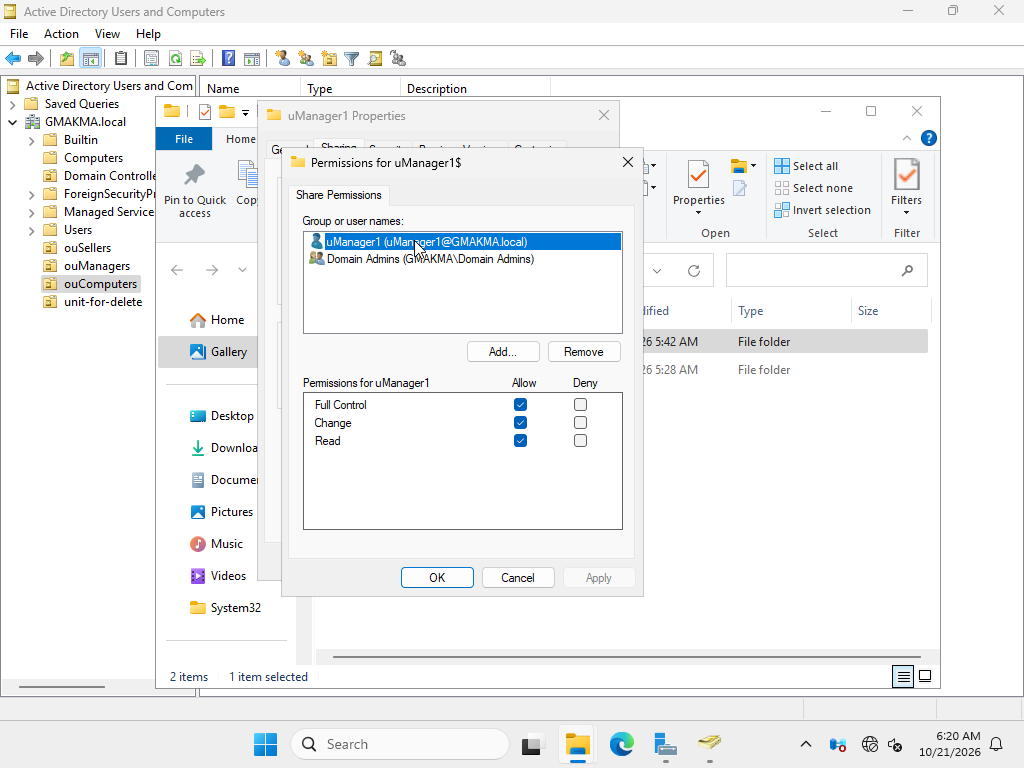 Active Directory Users and Computers
File Action View Help
Active Directory Users and Com
Saved Queries
GMAKMA.local
Builtin
Computers
Domain Controlle
ForeignSecurityPr
Managed Service
Users
ouSellers
ouManagers
ouComputers
unit-for-delete
Name Type Description
File Home
Pin to Quick access
Properties
Open
Select all
Select none
Invert selection
Select
Filters
Filter
Type Size
5:42 AM File folder
5:28 AM File folder
Home
Gallery
Desktop
Downloa
Docume
Pictures
Music
Videos
System32
2 items 1 item selected
uManager1 Properties
Sharing
Permissions for uManager1$
Share Permissions
Group or user names:
uManager1 (uManager1@GMAKMA.local)
Domain Admins (GMAKMA\Domain Admins)
Add... Remove
Permissions for uManager1 Allow Deny
Full Control
Change
Read
OK Cancel Apply
Search
6:20 AM
10/21/2026